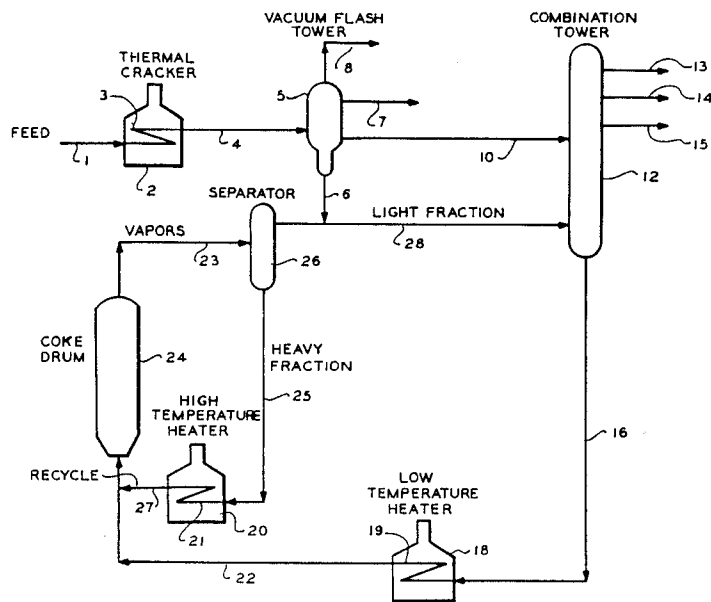 VACUUM FLASH
TOWER
COMBINATION
TOWER
THERMAL
CRACKER
8
13
3
5
14
FEED
4
7
15
1
10
2
12
6
SEPARATOR
LIGHT FRACTION
VAPORS
28
23
26
COKE
DRUM
24
HEAVY
FRACTION
25
HIGH
TEMPERATURE
HEATER
16
RECYCLE
LOW
TEMPERATURE
HEATER
27
20
21
19
18
22